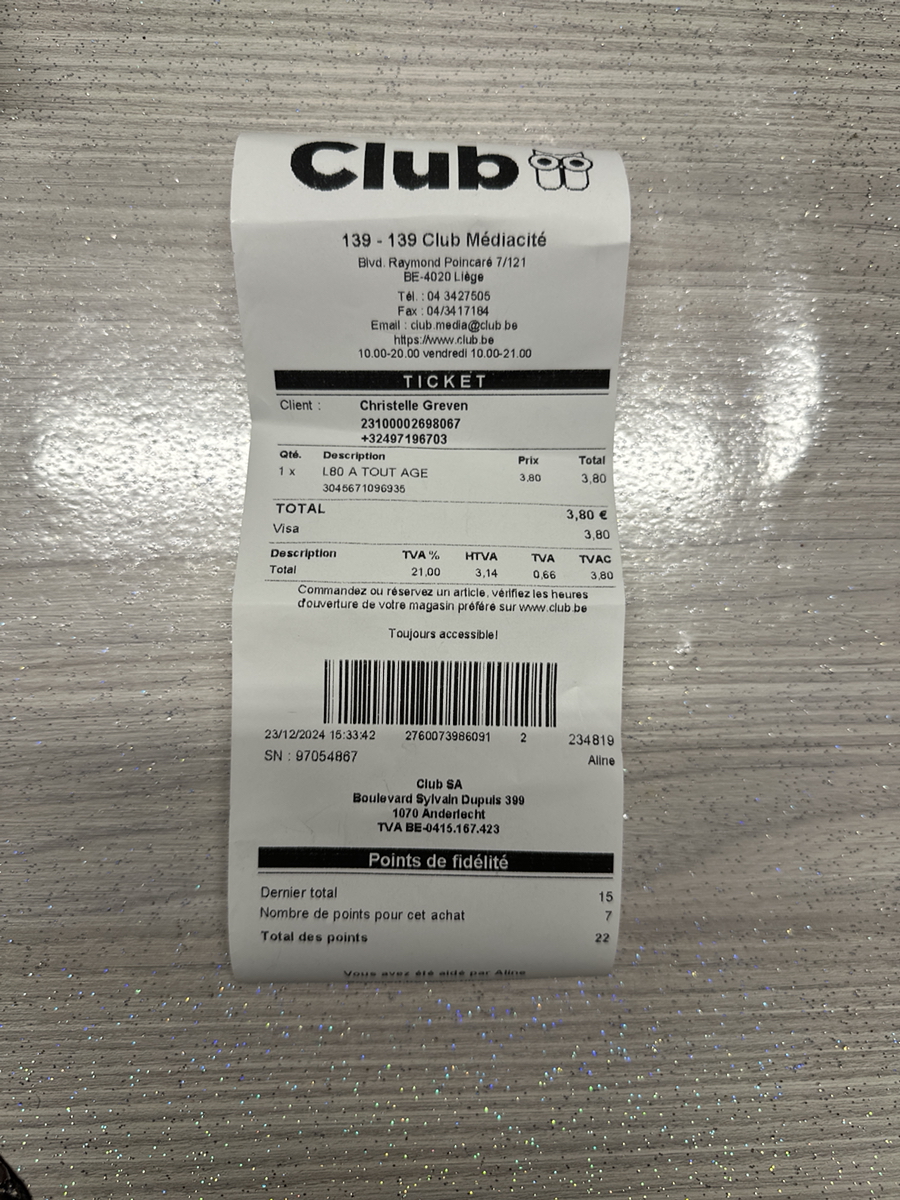 Club
139 - 139 Club Médiacité
Blvd. Raymond Poincaré 7/121
BE-4020 Liège
Tél. : 04 3427505
Fax : 04/3417184
Email : club.media@club.be
https://www.club.be
10.00-20.00 vendredi 10.00-21.00
TICKET
Client : Christelle Greven
23100002698067
+32497196703
Qté. Description Prix Total
1 x L80 A TOUT AGE 3,80 3,80
3045671096935
TOTAL 3,80 €
Visa 3,80
Description TVA % HTVA TVA TVAC
Total 21,00 3,14 0,66 3,80
Commandez ou réservez un article, vérifiez les heures
d'ouverture de votre magasin préféré sur www.club.be
Toujours accessible!
23/12/2024 15:33:42 2760073986091 2 234819
SN : 97054867 Aline
Club SA
Boulevard Sylvain Dupuis 399
1070 Anderlecht
TVA BE-0415.167.423
Points de fidélité
Dernier total 15
Nombre de points pour cet achat 7
Total des points 22
Vous avez été aidé par Aline